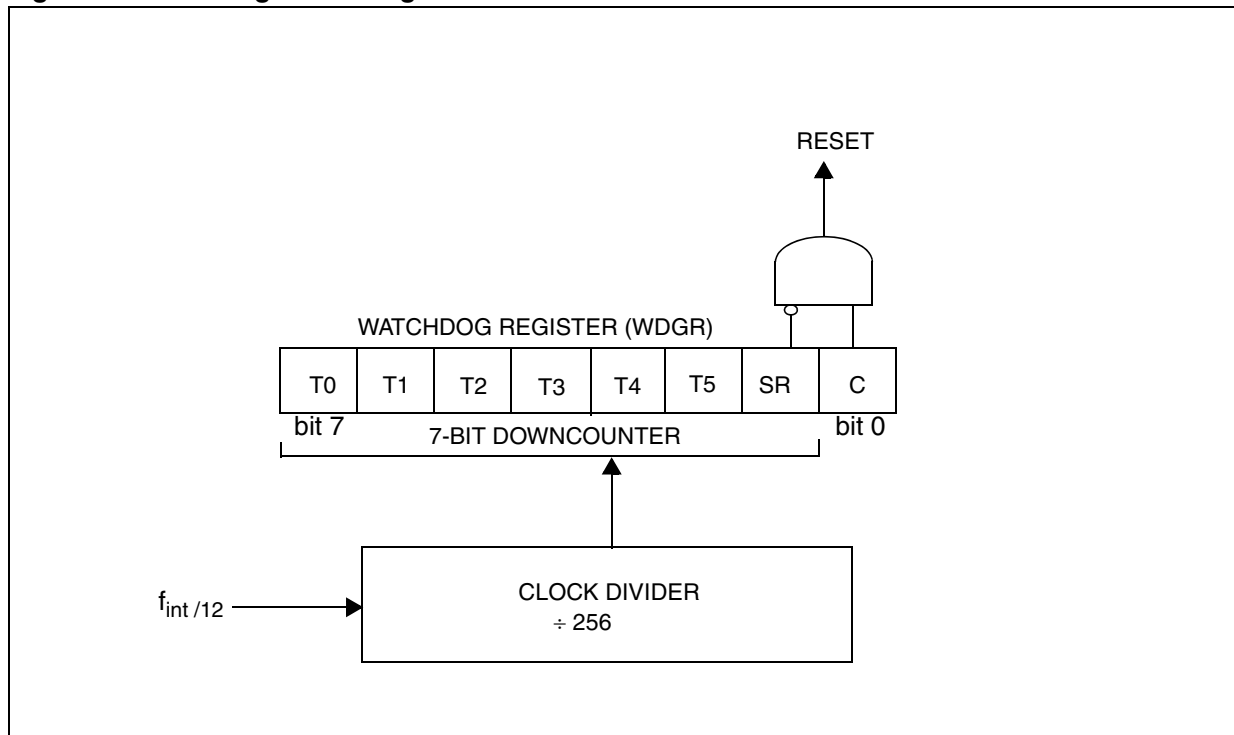 RESET
WATCHDOG REGISTER (WDGR)
T0 T1 T2 T3 T4 T5 SR C
bit 7 bit 0
7-BIT DOWNCOUNTER
fint /12
CLOCK DIVIDER
÷ 256